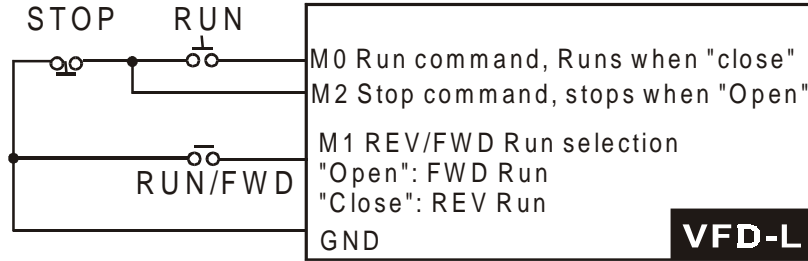 STOP RUN
M0 Run command, Runs when "close"
M2 Stop command, stops when "Open"
M1 REV/FWD Run selection
RUN/FWD
"Open": FWD Run
"Close": REV Run
GND
VFD-L